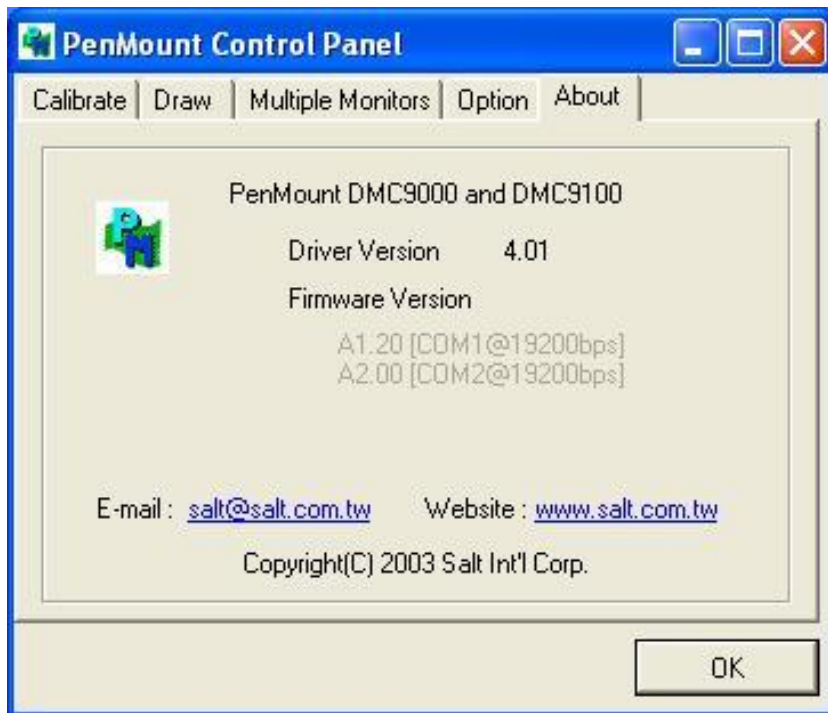 PenMount Control Panel
Calibrate Draw Multiple Monitors Option About
PenMount DMC9000 and DMC9100
PM
Driver Version 4.01
Firmware Version
A1.20 [COM1@19200bps]
A2.00 [COM2@19200bps]
E-mail : salt@salt.com.tw Website : www.salt.com.tw
Copyright(C) 2003 Salt Int'l Corp.
OK